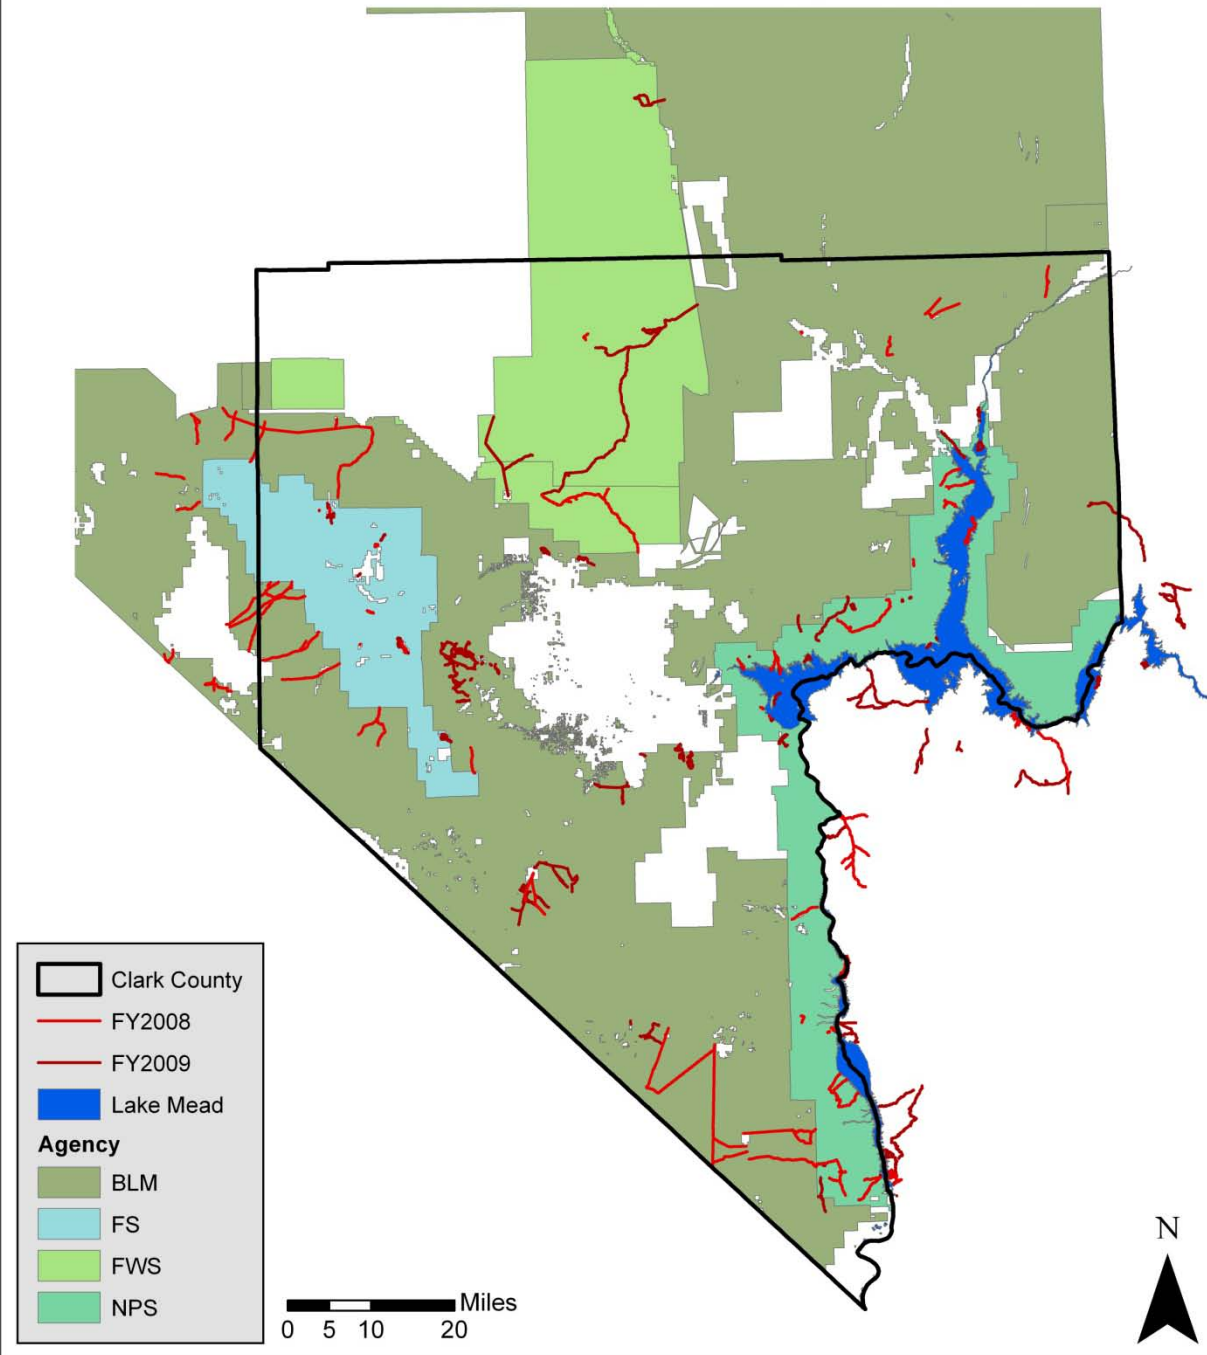 Clark County
FY2008
FY2009
Lake Mead
Agency
BLM
FS
FWS
NPS
Miles
0 5 10 20
N